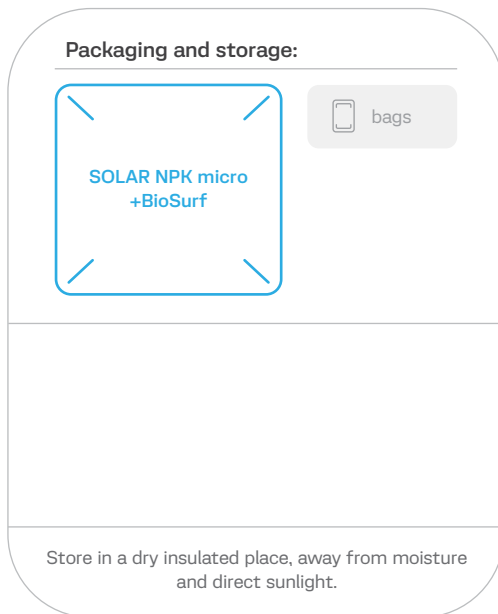 Packaging and storage:
SOLAR NPK micro
+BioSurf
bags
Store in a dry insulated place, away from moisture
and direct sunlight.